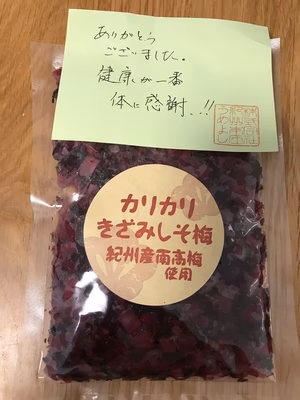 ありがとう
ございました。
健康が一番
体に感謝..!!
カリカリ
きざみしそ梅
紀州産南高梅
使用